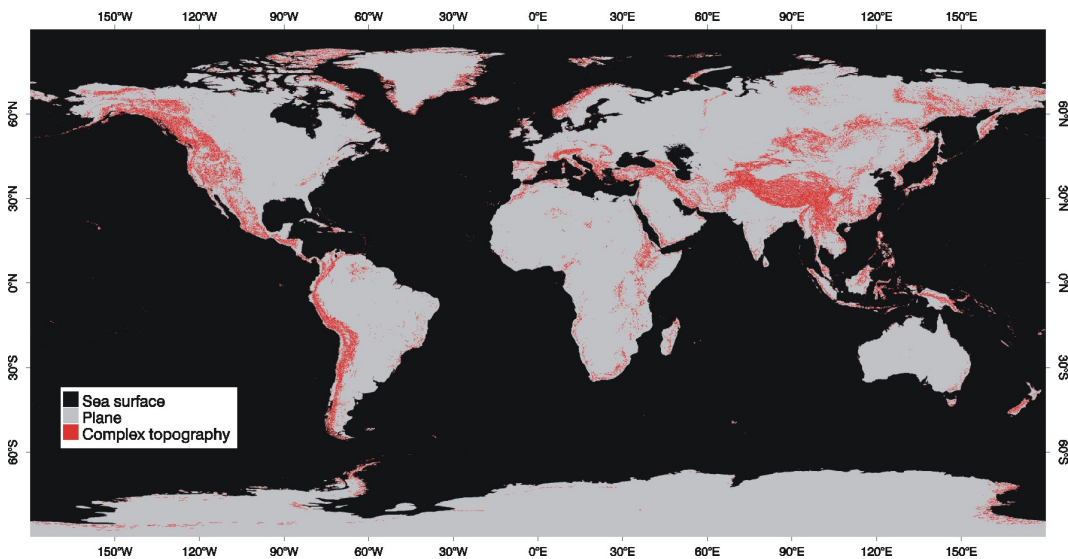 150°W 120°W 90°W 60°W 30°W 0°E 30°E 60°E 90°E 120°E 150°E
60°N 60°N
30°N 30°N
0°N 0°N
30°S 30°S
Sea surface
Plane
Complex topography
60°S 60°S
150°W 120°W 90°W 60°W 30°W 0°E 30°E 60°E 90°E 120°E 150°E